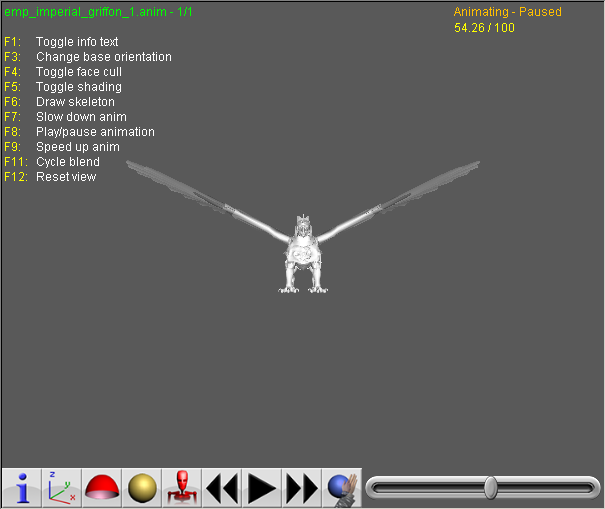 emp_imperial_griffon_1.anim - 1/1
Animating - Paused
54.26 / 100
F1: Toggle info text
F3: Change base orientation
F4: Toggle face cull
F5: Toggle shading
F6: Draw skeleton
F7: Slow down anim
F8: Play/pause animation
F9: Speed up anim
F11: Cycle blend
F12: Reset view
z
y
x